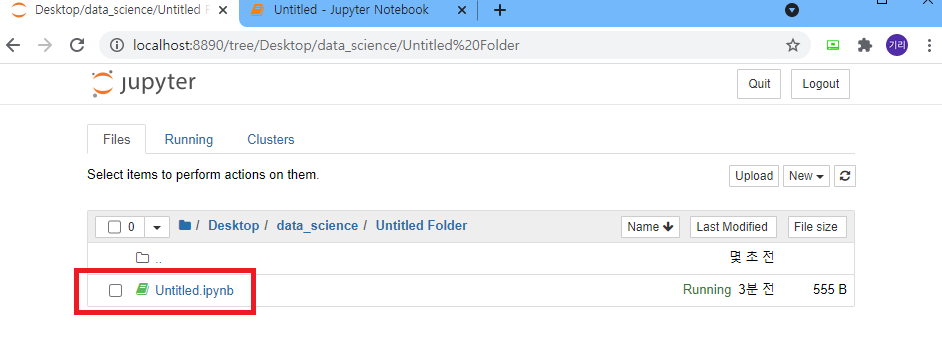 Desktop/data_science/Untitled F
Untitled - Jupyter Notebook
localhost:8890/tree/Desktop/data_science/Untitled%20Folder
기리
jupyter
Quit
Logout
Files
Running
Clusters
Select items to perform actions on them.
Upload
New
0
/ Desktop / data_science / Untitled Folder
Name
Last Modified
File size
..
몇 초 전
Untitled.ipynb
Running 3분 전
555 B